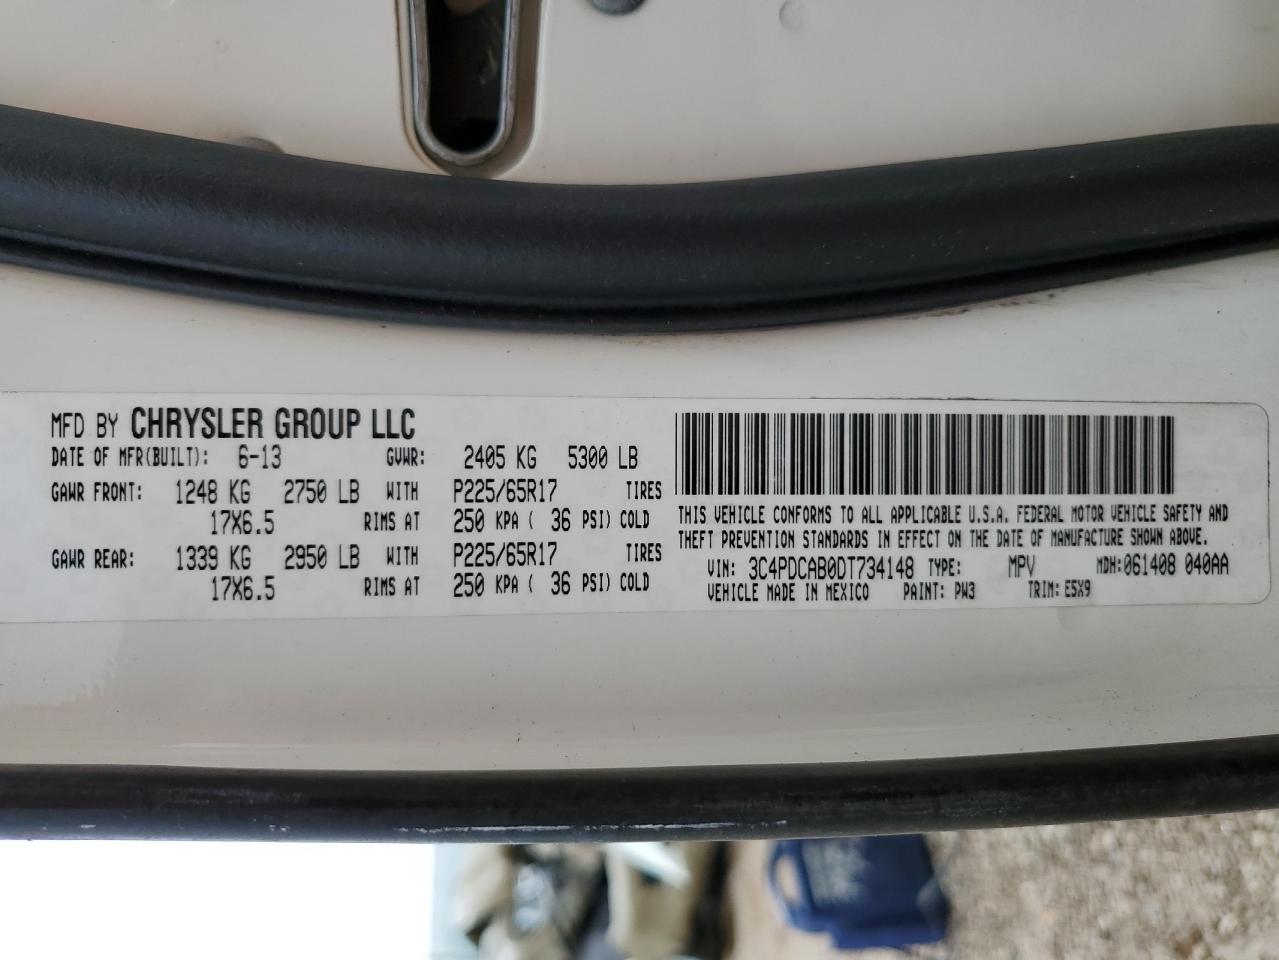 MFD BY CHRYSLER GROUP LLC
DATE OF MFR(BUILT): 6-13 GVWR: 2405 KG 5300 LB
GAWR FRONT: 1248 KG 2750 LB WITH P225/65R17 TIRES
17X6.5 RIMS AT 250 KPA ( 36 PSI) COLD
GAWR REAR: 1339 KG 2950 LB WITH P225/65R17 TIRES
17X6.5 RIMS AT 250 KPA ( 36 PSI) COLD
THIS VEHICLE CONFORMS TO ALL APPLICABLE U.S.A. FEDERAL MOTOR VEHICLE SAFETY AND
THEFT PREVENTION STANDARDS IN EFFECT ON THE DATE OF MANUFACTURE SHOWN ABOVE.
VIN: 3C4PDCAB0DT734148 TYPE: MPV MDH:061408 040AA
VEHICLE MADE IN MEXICO PAINT: PW3 TRIM: E5X9